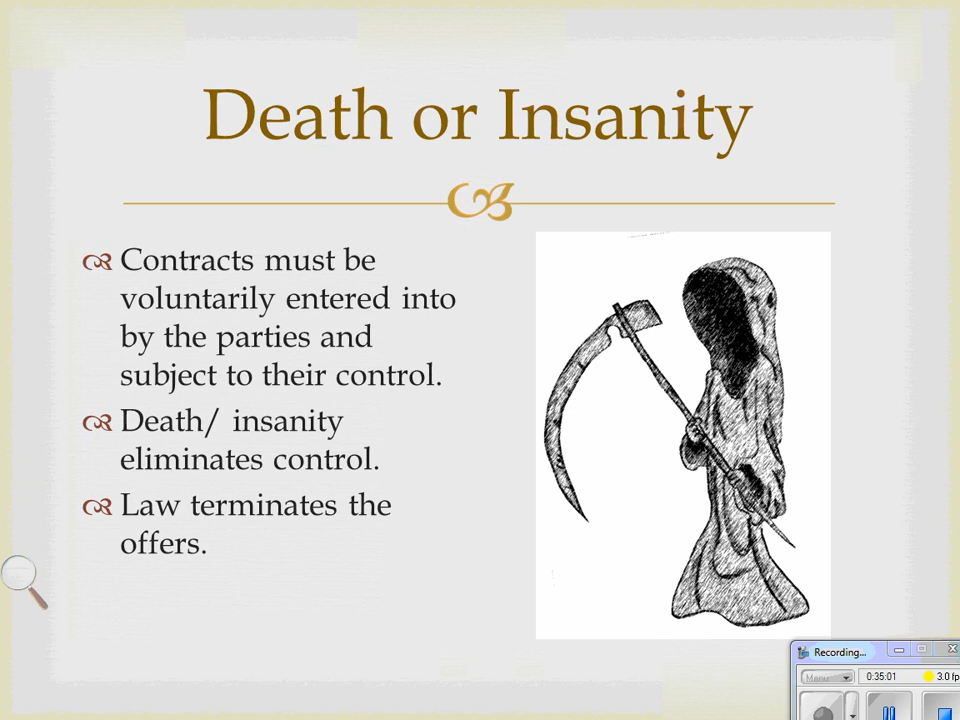 Death or Insanity
Contracts must be
voluntarily entered into
by the parties and
subject to their control.
Death/ insanity
eliminates control.
Law terminates the
offers.
Recording...
Menu
0:35:01
3.0 fp